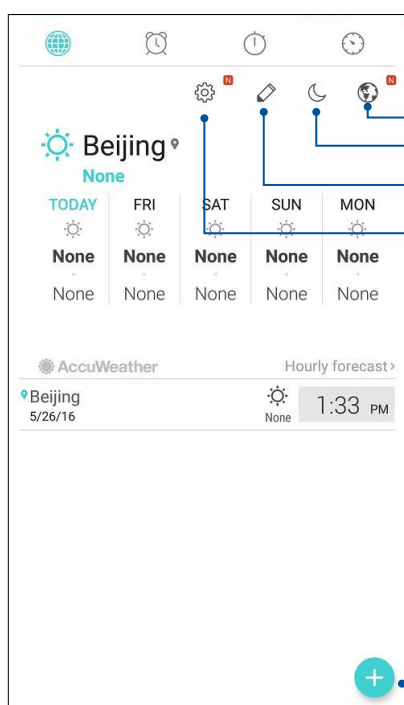 N N
Beijing
None
TODAY FRI SAT SUN MON
None None None None None
None None None None None
AccuWeather Hourly forecast>
Beijing
5/26/16 None 1:33 PM